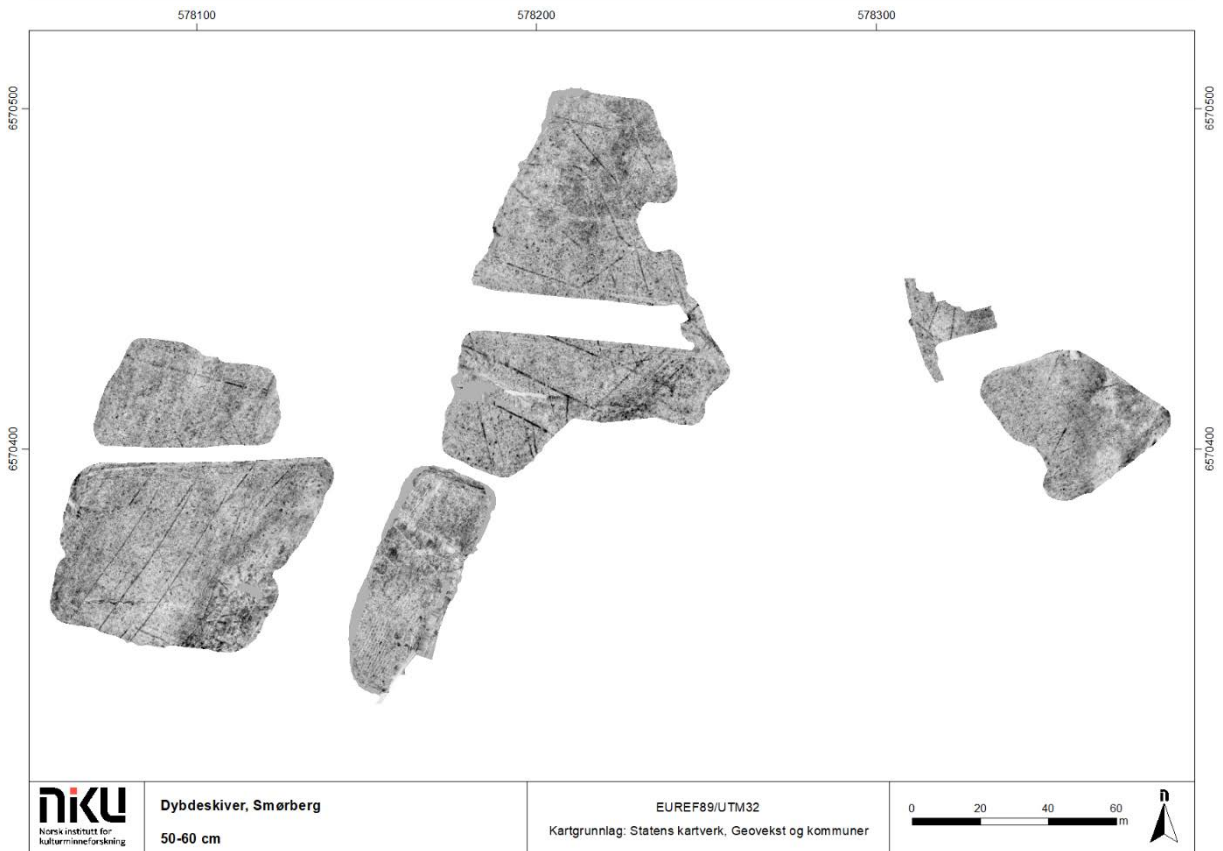 578100
578200
578300
6570500
6570500
6570400
6570400
NIKU
Norsk institutt for
kulturminneforskning
Dybdeskiver, Smørberg
50-60 cm
EUREF89/UTM32
Kartgrunnlag: Statens kartverk, Geovekst og kommuner
0 20 40 60
m
n